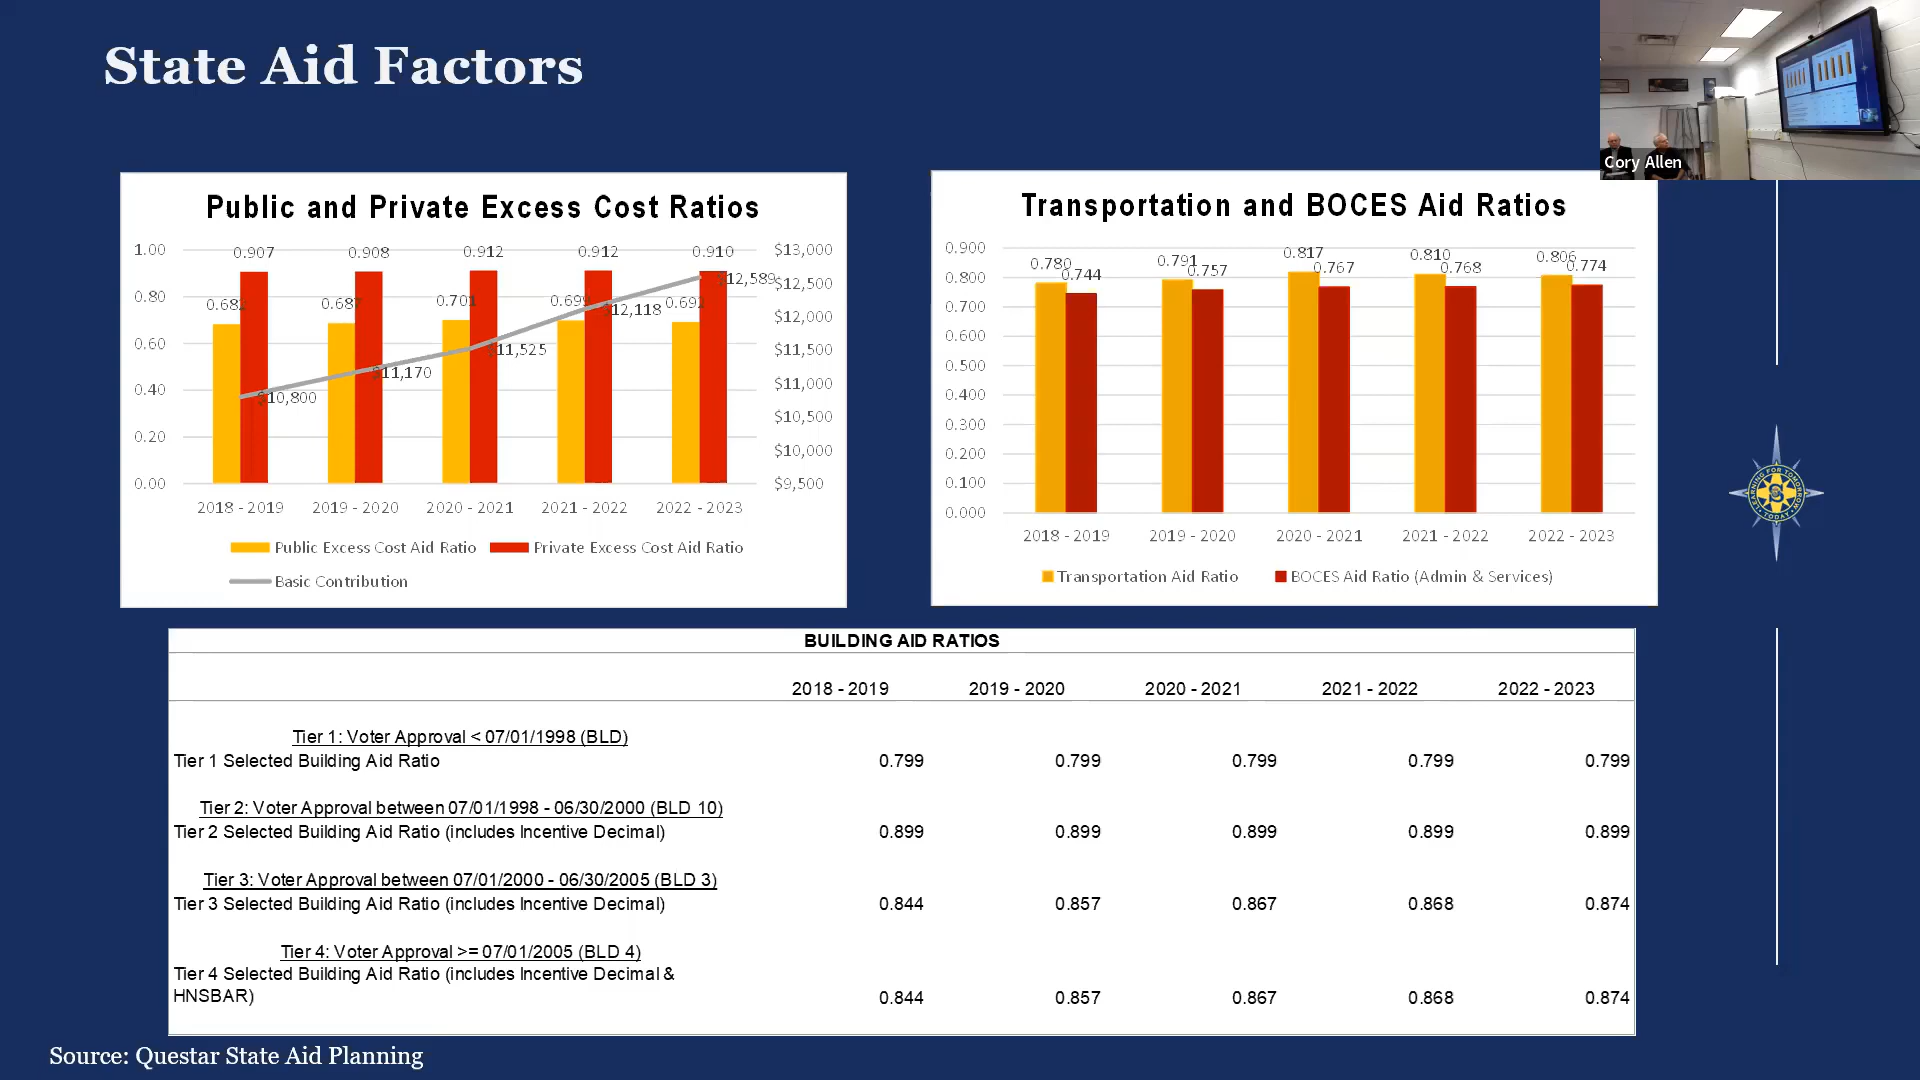 State Aid Factors
Cory Allen
Public and Private Excess Cost Ratios
1.00 0.907 0.908 0.912 0.912 0.910 $13,000
$12,589 $12,500
0.80 0.682 0.687 0.701 0.699 $12,118 0.692 $12,000
0.60 $11,525 $11,500
$11,170 $11,000
0.40 $10,800
$10,500
0.20 $10,000
0.00 $9,500
2018 - 2019 2019 - 2020 2020 - 2021 2021 - 2022 2022 - 2023
Public Excess Cost Aid Ratio Private Excess Cost Aid Ratio
Basic Contribution
Transportation and BOCES Aid Ratios
0.900 0.780 0.744 0.791 0.757 0.817 0.767 0.810 0.768 0.806 0.774
0.800
0.700
0.600
0.500
0.400
0.300
0.200
0.100
0.000
2018 - 2019 2019 - 2020 2020 - 2021 2021 - 2022 2022 - 2023
Transportation Aid Ratio BOCES Aid Ratio (Admin & Services)
LEARNING FOR TOMORROW
TODAY
S
BUILDING AID RATIOS
2018 - 2019 2019 - 2020 2020 - 2021 2021 - 2022 2022 - 2023
Tier 1: Voter Approval < 07/01/1998 (BLD)
Tier 1 Selected Building Aid Ratio 0.799 0.799 0.799 0.799 0.799
Tier 2: Voter Approval between 07/01/1998 - 06/30/2000 (BLD 10)
Tier 2 Selected Building Aid Ratio (includes Incentive Decimal) 0.899 0.899 0.899 0.899 0.899
Tier 3: Voter Approval between 07/01/2000 - 06/30/2005 (BLD 3)
Tier 3 Selected Building Aid Ratio (includes Incentive Decimal) 0.844 0.857 0.867 0.868 0.874
Tier 4: Voter Approval >= 07/01/2005 (BLD 4)
Tier 4 Selected Building Aid Ratio (includes Incentive Decimal &
HNSBAR) 0.844 0.857 0.867 0.868 0.874
Source: Questar State Aid Planning